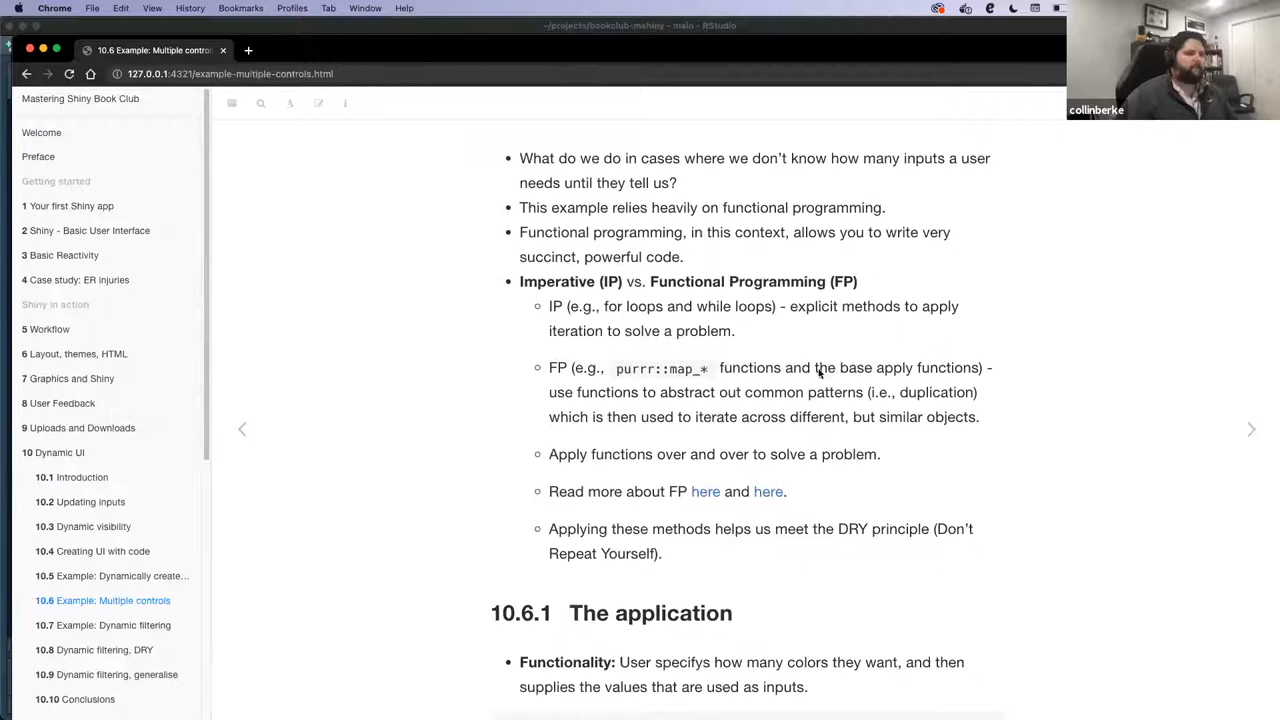 Chrome File Edit View History Bookmarks Profiles Tab Window Help
~/projects/bookclub-mshiny - main - RStudio
10.6 Example: Multiple contro
127.0.0.1:4321/example-multiple-controls.html
collinberke
Mastering Shiny Book Club
Welcome
Preface
Getting started
1 Your first Shiny app
2 Shiny - Basic User Interface
3 Basic Reactivity
4 Case study: ER injuries
Shiny in action
5 Workflow
6 Layout, themes, HTML
7 Graphics and Shiny
8 User Feedback
9 Uploads and Downloads
10 Dynamic UI
10.1 Introduction
10.2 Updating inputs
10.3 Dynamic visibility
10.4 Creating UI with code
10.5 Example: Dynamically create...
10.6 Example: Multiple controls
10.7 Example: Dynamic filtering
10.8 Dynamic filtering, DRY
10.9 Dynamic filtering, generalise
10.10 Conclusions
• What do we do in cases where we don't know how many inputs a user
needs until they tell us?
• This example relies heavily on functional programming.
• Functional programming, in this context, allows you to write very
succinct, powerful code.
• Imperative (IP) vs. Functional Programming (FP)
◦ IP (e.g., for loops and while loops) - explicit methods to apply
iteration to solve a problem.
◦ FP (e.g., purrr::map_* functions and the base apply functions) -
use functions to abstract out common patterns (i.e., duplication)
which is then used to iterate across different, but similar objects.
◦ Apply functions over and over to solve a problem.
◦ Read more about FP here and here.
◦ Applying these methods helps us meet the DRY principle (Don't
Repeat Yourself).
10.6.1 The application
• Functionality: User specifys how many colors they want, and then
supplies the values that are used as inputs.